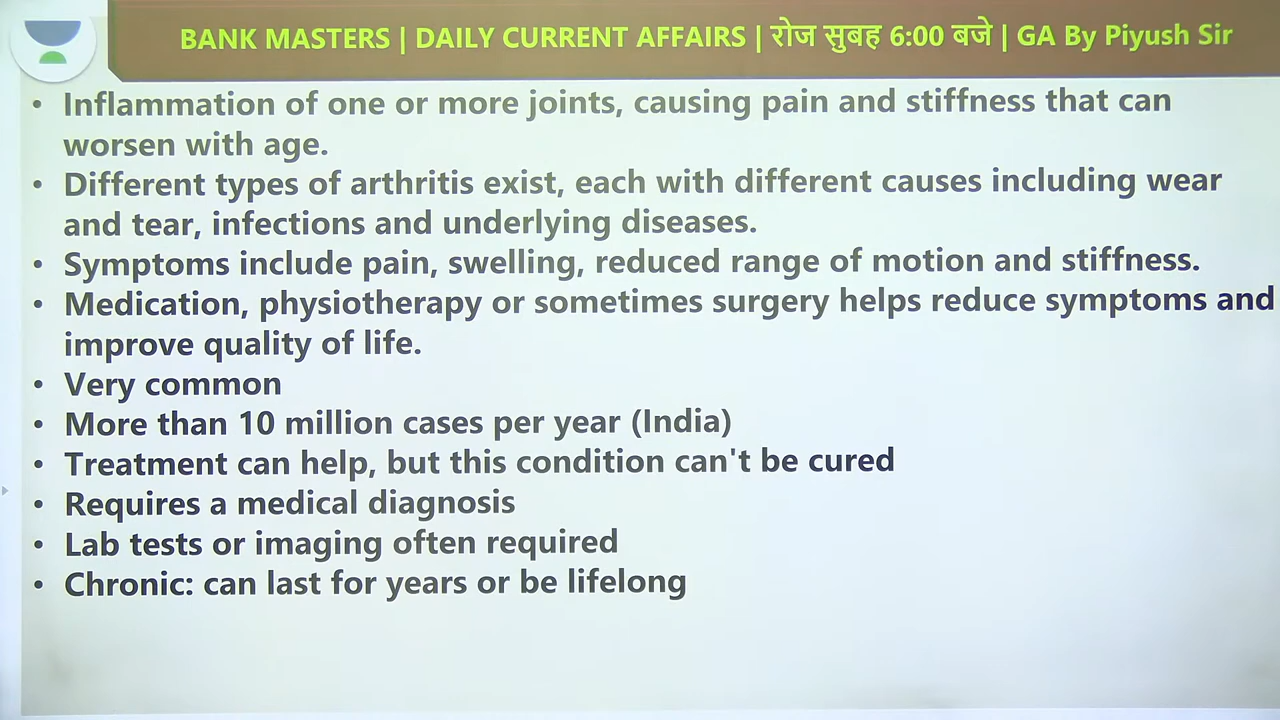 BANK MASTERS | DAILY CURRENT AFFAIRS | रोज सुबह 6:00 बजे | GA By Piyush Sir
• Inflammation of one or more joints, causing pain and stiffness that can
worsen with age.
• Different types of arthritis exist, each with different causes including wear
and tear, infections and underlying diseases.
• Symptoms include pain, swelling, reduced range of motion and stiffness.
• Medication, physiotherapy or sometimes surgery helps reduce symptoms and
improve quality of life.
• Very common
• More than 10 million cases per year (India)
• Treatment can help, but this condition can't be cured
• Requires a medical diagnosis
• Lab tests or imaging often required
• Chronic: can last for years or be lifelong